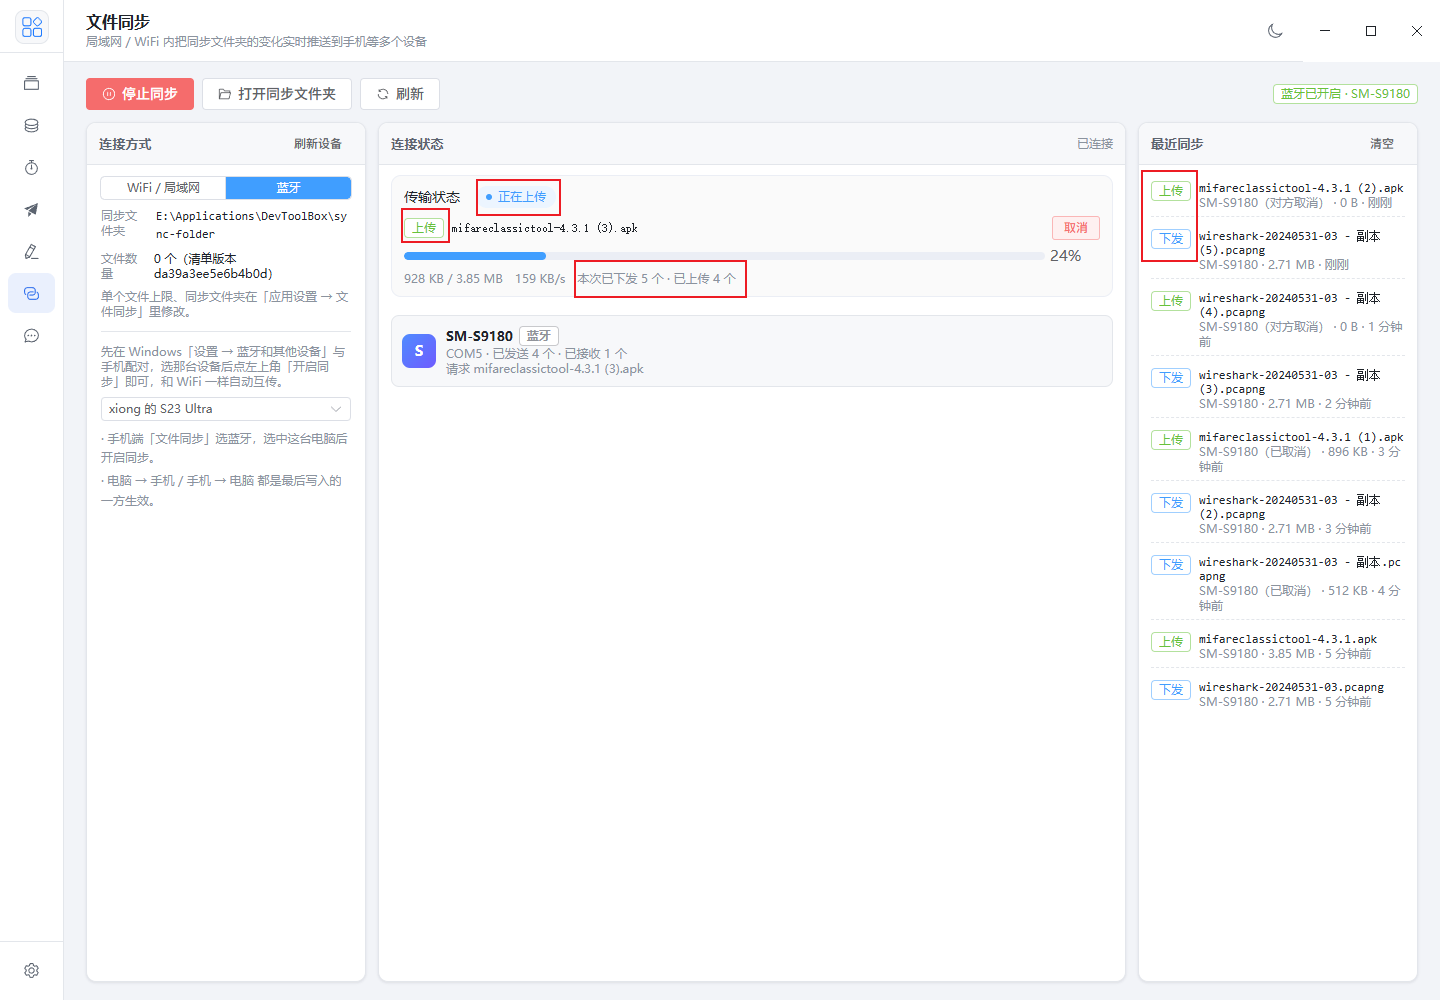 文件同步
局域网 / WiFi 内把同步文件夹的变化实时推送到手机等多个设备
停止同步
打开同步文件夹
刷新
蓝牙已开启 · SM-S9180
连接方式
刷新设备
WiFi / 局域网
蓝牙
同步文件夹
E:\Applications\DevToolBox\sy
nc-folder
文件数量
0 个（清单版本
da39a3ee5e6b4b0d）
单个文件上限、同步文件夹在「应用设置 → 文
件同步」里修改。
先在 Windows「设置 → 蓝牙和其他设备」与
手机配对，选那台设备后点左上角「开启同
步」即可，和 WiFi 一样自动互传。
xiong 的 S23 Ultra
· 手机端「文件同步」选蓝牙，选中这台电脑后
开启同步。
· 电脑 → 手机 / 手机 → 电脑 都是最后写入的
一方生效。
连接状态
已连接
传输状态
正在上传
上传
mifareclassictool-4.3.1 (3).apk
取消
24%
928 KB / 3.85 MB
159 KB/s
本次已下发 5 个 · 已上传 4 个
S
SM-S9180
蓝牙
COM5 · 已发送 4 个 · 已接收 1 个
请求 mifareclassictool-4.3.1 (3).apk
最近同步
清空
上传
mifareclassictool-4.3.1 (2).apk
SM-S9180（对方取消） · 0 B · 刚刚
下发
wireshark-20240531-03 - 副本
(5).pcapng
SM-S9180 · 2.71 MB · 刚刚
上传
wireshark-20240531-03 - 副本
(4).pcapng
SM-S9180（对方取消） · 0 B · 1 分钟
前
下发
wireshark-20240531-03 - 副本
(3).pcapng
SM-S9180 · 2.71 MB · 2 分钟前
上传
mifareclassictool-4.3.1 (1).apk
SM-S9180（已取消） · 896 KB · 3 分
钟前
下发
wireshark-20240531-03 - 副本
(2).pcapng
SM-S9180 · 2.71 MB · 3 分钟前
下发
wireshark-20240531-03 - 副本.pc
apng
SM-S9180（已取消） · 512 KB · 4 分
钟前
上传
mifareclassictool-4.3.1.apk
SM-S9180 · 3.85 MB · 5 分钟前
下发
wireshark-20240531-03.pcapng
SM-S9180 · 2.71 MB · 5 分钟前